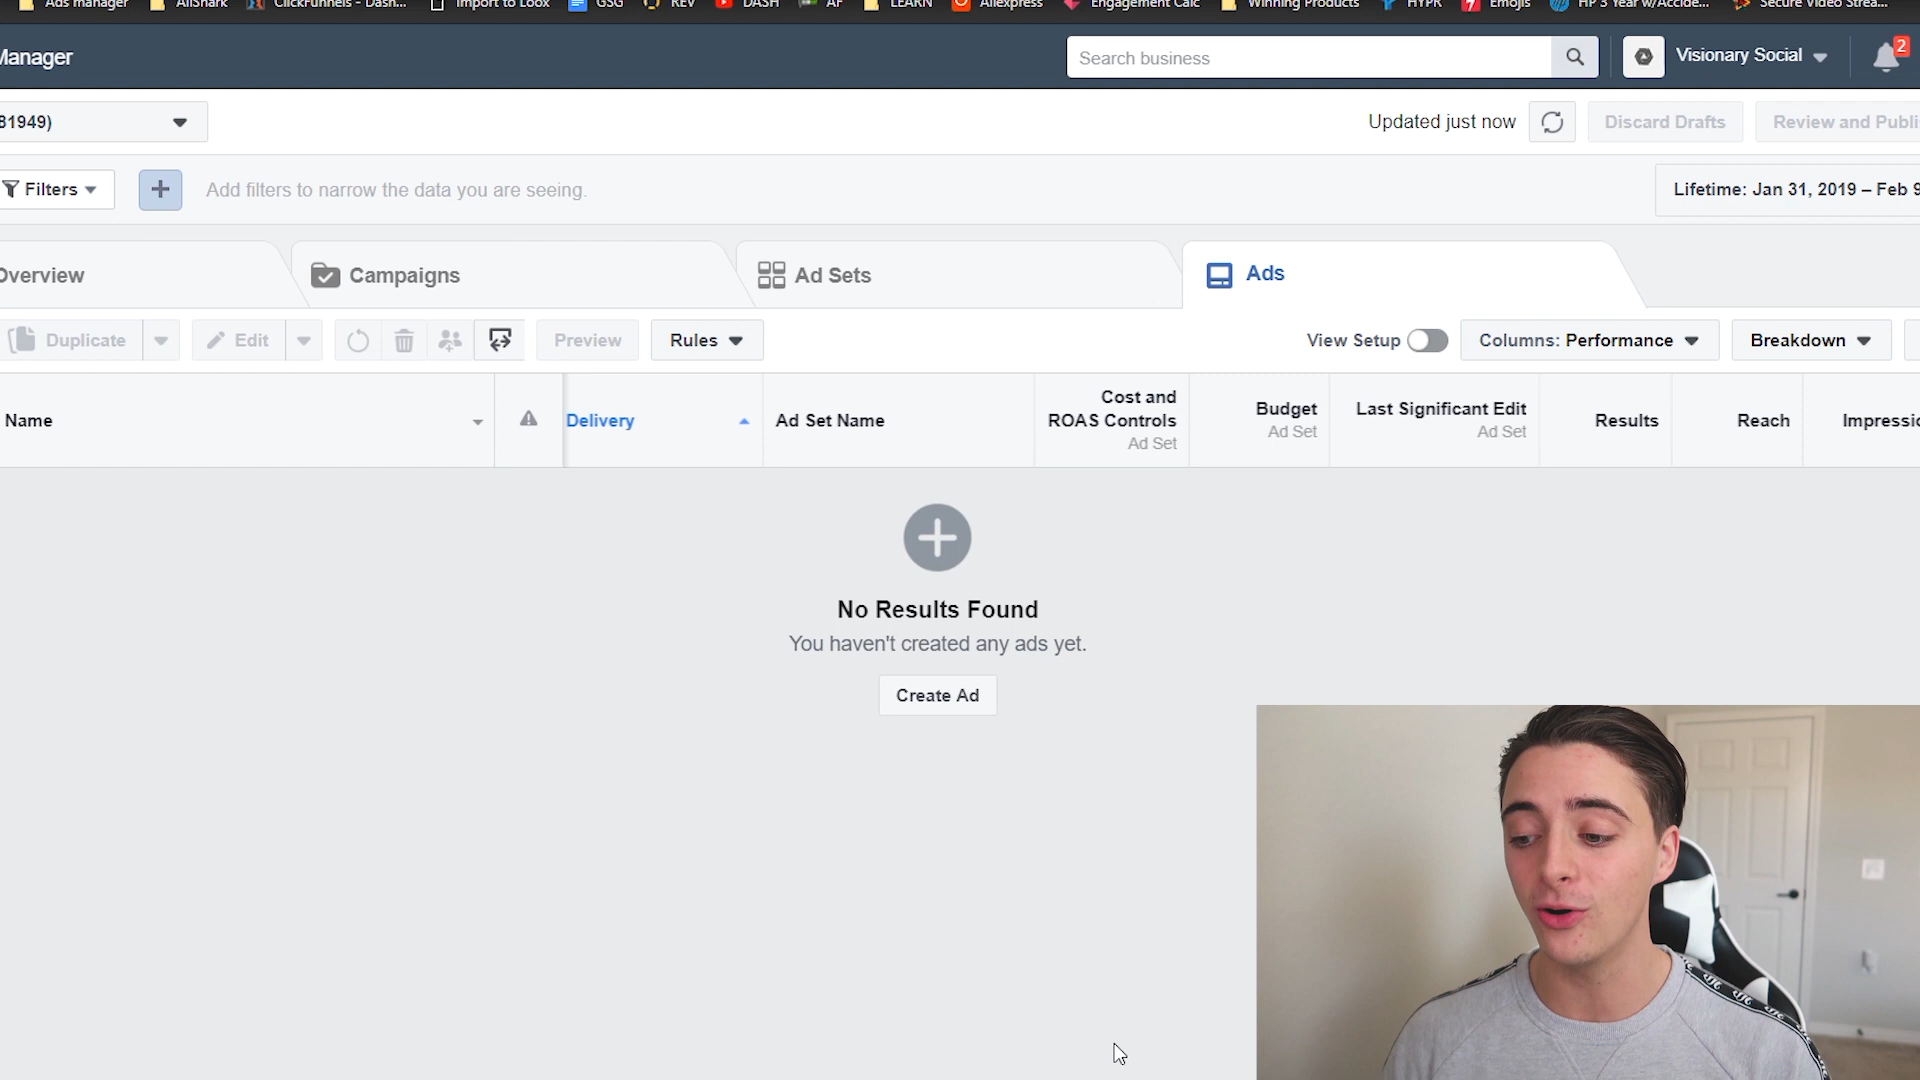 Ads manager AliShark ClickFunnels - Dash... Import to Loox GSG REV DASH AF LEARN Aliexpress Engagement Calc Winning Products HYPR Emojis HP 3 Year w/Accide... Secure Video Strea...
Manager Search business Visionary Social 2
81949) Updated just now Discard Drafts Review and Publi
Filters + Add filters to narrow the data you are seeing. Lifetime: Jan 31, 2019 – Feb 9
Overview Campaigns Ad Sets Ads
Duplicate Edit Preview Rules View Setup Columns: Performance Breakdown
Name Delivery Ad Set Name Cost and ROAS Controls Ad Set Budget Ad Set Last Significant Edit Ad Set Results Reach Impressio
No Results Found
You haven't created any ads yet.
Create Ad